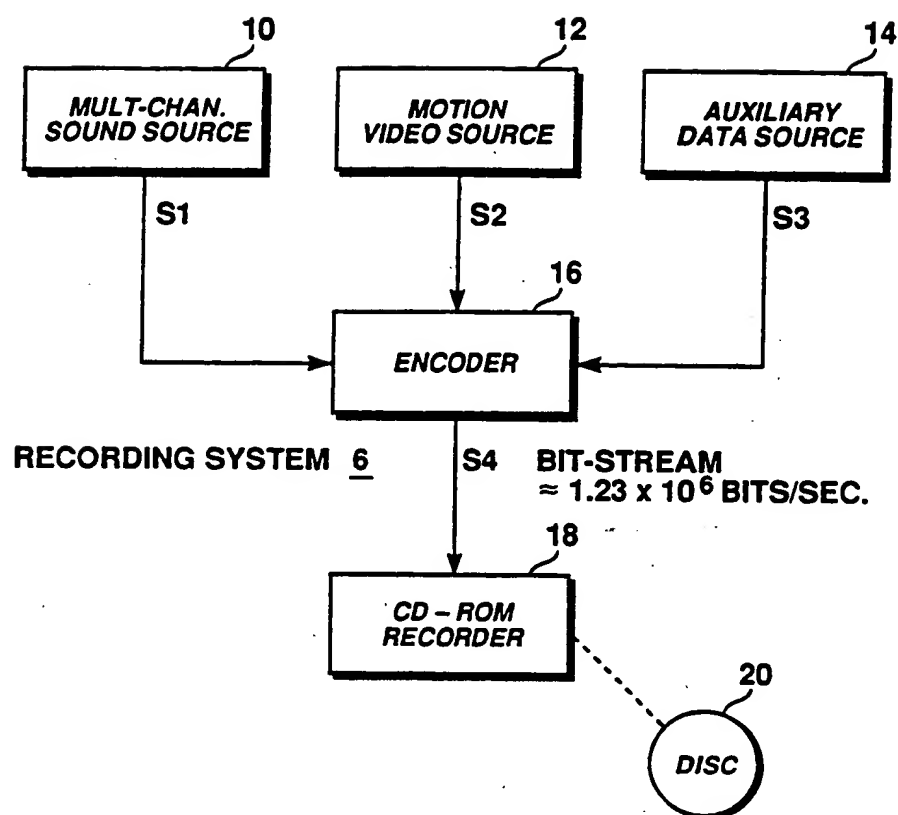 10
12
14
MULT-CHAN.
SOUND SOURCE
MOTION
VIDEO SOURCE
AUXILIARY
DATA SOURCE
S1
S2
S3
16
ENCODER
RECORDING SYSTEM 6
S4
BIT-STREAM
≈ 1.23 x 10⁶ BITS/SEC.
18
CD – ROM
RECORDER
20
DISC